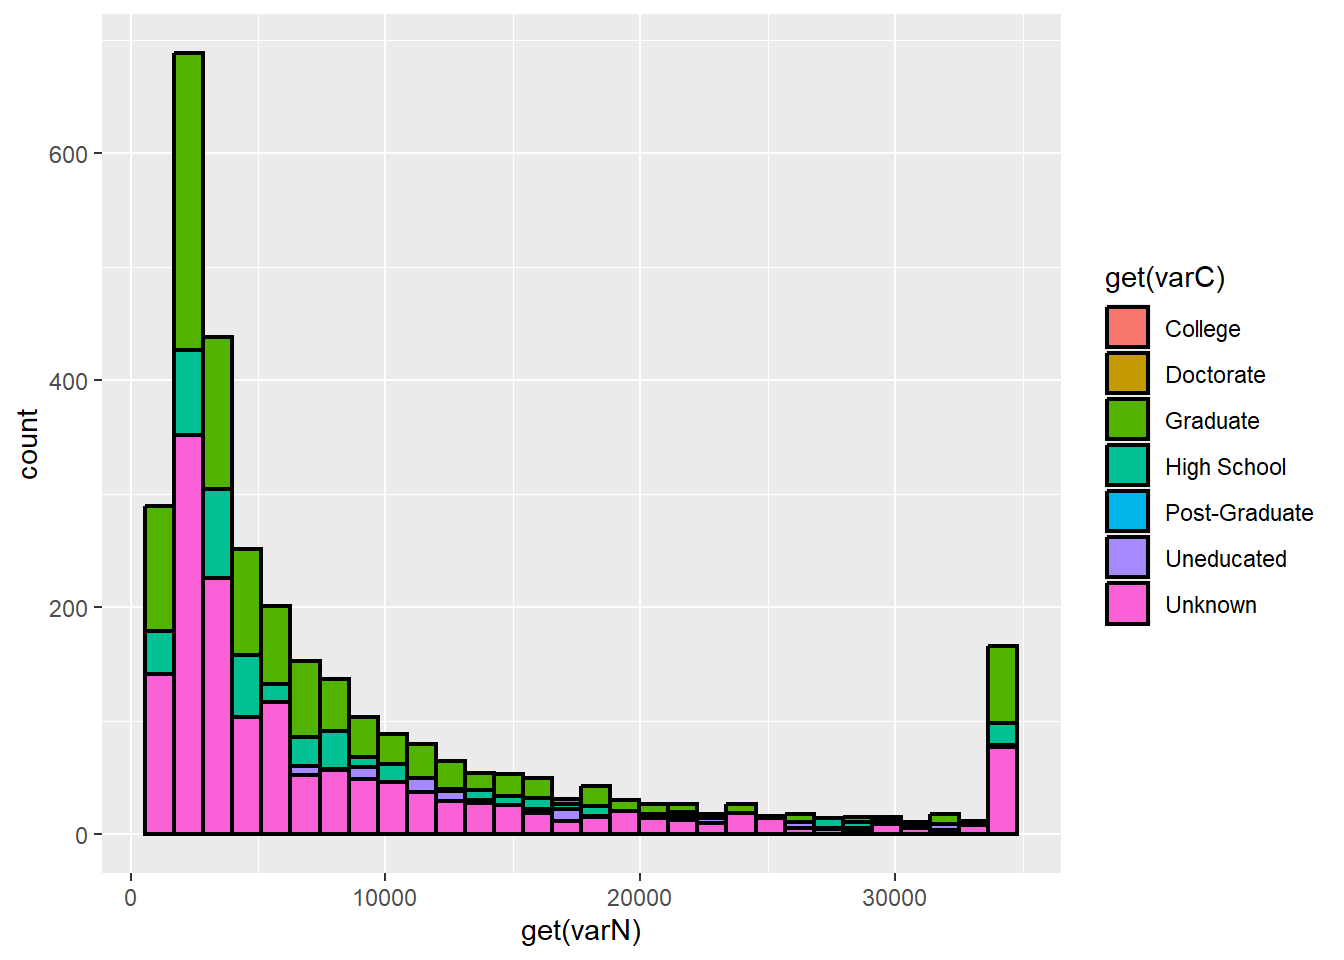 600
400
200
0
count
0 10000 20000 30000
get(varN)
get(varC)
College
Doctorate
Graduate
High School
Post-Graduate
Uneducated
Unknown